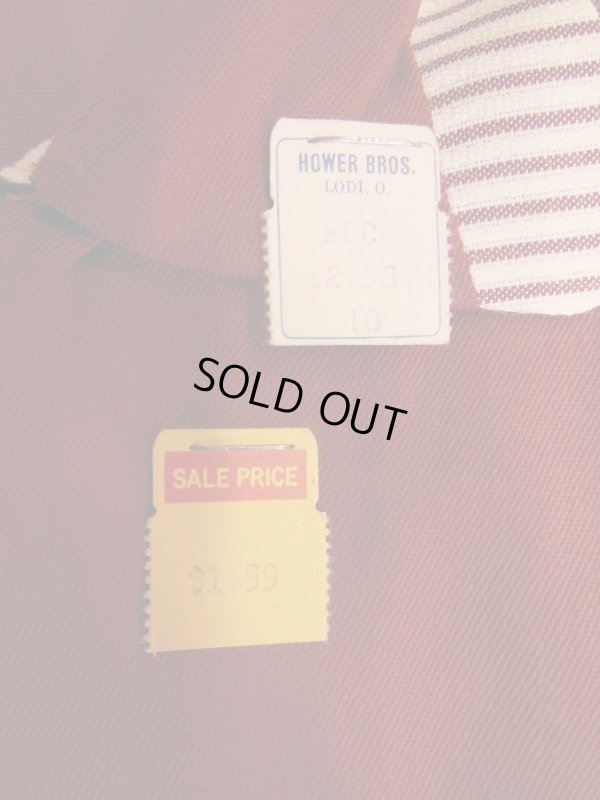 HOWER BROS.
LODI, O.
$2.98
10
SOLD OUT
SALE PRICE
$1.99